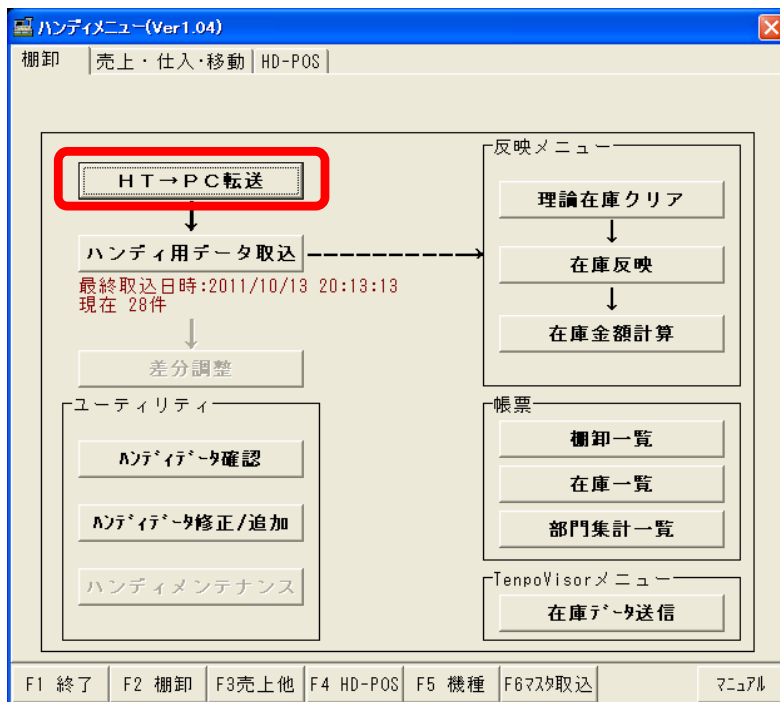 ハンディメニュー(Ver1.04)
棚卸 売上・仕入・移動 HD-POS
HT→PC転送
↓
ハンディ用データ取込
最終取込日時:2011/10/13 20:13:13
現在 28件
↓
差分調整
ユーティリティ
ハンディデータ確認
ハンディデータ修正/追加
ハンディメンテナンス
反映メニュー
理論在庫クリア
↓
在庫反映
↓
在庫金額計算
帳票
棚卸一覧
在庫一覧
部門集計一覧
TenpoVisorメニュー
在庫データ送信
F1 終了 F2 棚卸 F3売上他 F4 HD-POS F5 機種 F6マスタ取込 マニュアル